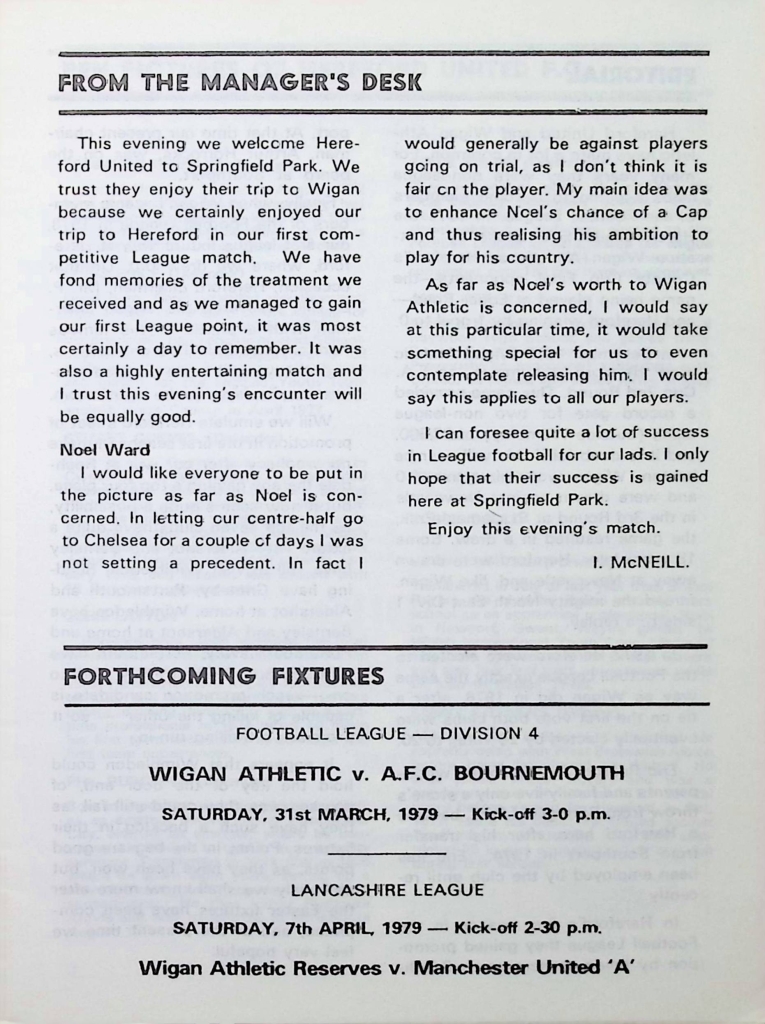 FROM THE MANAGER'S DESK
This evening we welcome Here-
ford United to Springfield Park. We
trust they enjoy their trip to Wigan
because we certainly enjoyed our
trip to Hereford in our first com-
petitive League match. We have
fond memories of the treatment we
received and as we managed to gain
our first League point, it was most
certainly a day to remember. It was
also a highly entertaining match and
I trust this evening's encounter will
be equally good.
Noel Ward
I would like everyone to be put in
the picture as far as Noel is con-
cerned. In letting our centre-half go
to Chelsea for a couple of days I was
not setting a precedent. In fact I
would generally be against players
going on trial, as I don't think it is
fair on the player. My main idea was
to enhance Noel's chance of a Cap
and thus realising his ambition to
play for his country.
As far as Noel's worth to Wigan
Athletic is concerned, I would say
at this particular time, it would take
something special for us to even
contemplate releasing him. I would
say this applies to all our players.
I can foresee quite a lot of success
in League football for our lads. I only
hope that their success is gained
here at Springfield Park.
Enjoy this evening's match.
I. McNEILL.
FORTHCOMING FIXTURES
FOOTBALL LEAGUE — DIVISION 4
WIGAN ATHLETIC v. A.F.C. BOURNEMOUTH
SATURDAY, 31st MARCH, 1979 — Kick-off 3-0 p.m.
LANCASHIRE LEAGUE
SATURDAY, 7th APRIL, 1979 — Kick-off 2-30 p.m.
Wigan Athletic Reserves v. Manchester United 'A'